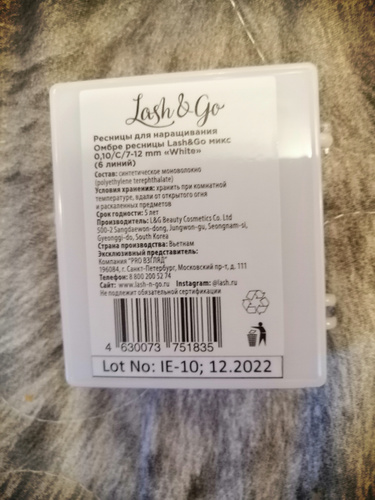 Lash & Go
Ресницы для наращивания
Омбре ресницы Lash&Go микс
0,10/C/7-12 mm «White»
(6 линий)
Состав: синтетическое моноволокно
(polyethylene terephthalate)
Условия хранения: хранить при комнатной
температуре, вдали от открытого огня
и раскаленных предметов
Срок годности: 5 лет
Производитель: L&G Beauty Cosmetics Co. Ltd
500-2 Sangdaewon-dong, Jungwon-gu, Seongnam-si,
Gyeonggi-do, South Korea
Страна производства: Вьетнам
Эксклюзивный представитель:
Компания "PRO ВЗГЛЯД"
196084, г. Санкт-Петербург, Московский пр-т, д. 111
Телефон: 8 800 200 52 74
Сайт: www.lash-n-go.ru Instagram: @lash.ru
Не подлежит обязательной сертификации
4 630073 751835
Lot No: IE-10; 12.2022